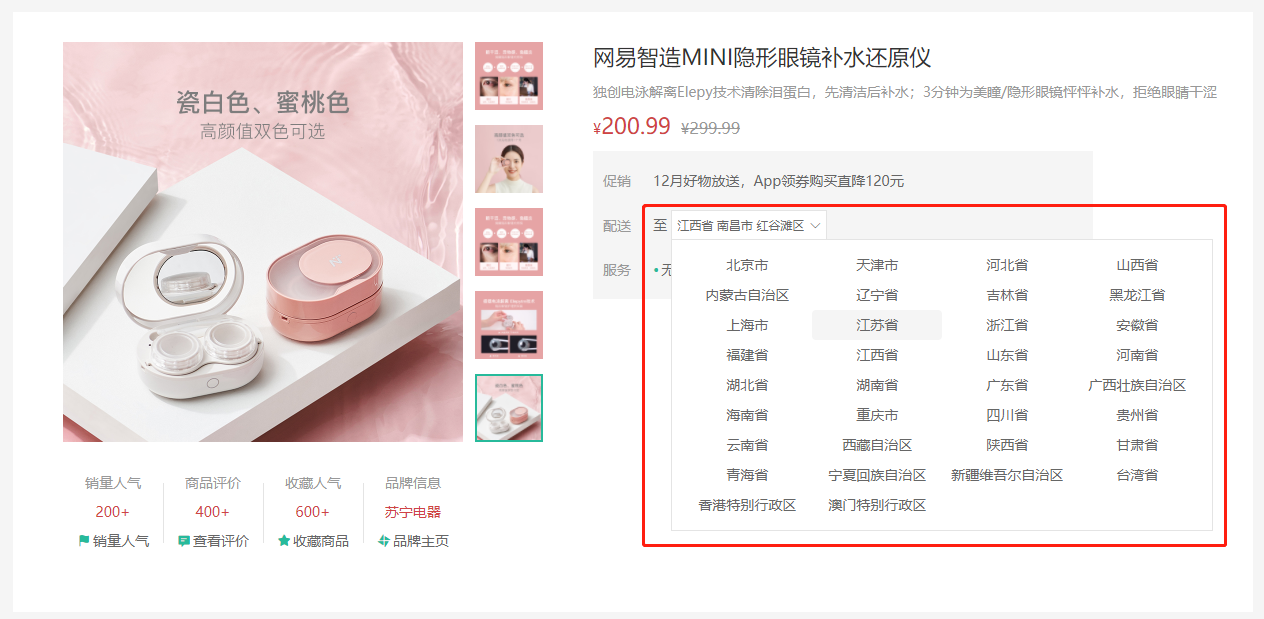 瓷白色、蜜桃色
高颜值双色可选
网易智造MINI隐形眼镜补水还原仪
独创电泳解离Elepy技术清除泪蛋白，先清洁后补水；3分钟为美瞳/隐形眼镜怦怦补水，拒绝眼睛干涩
¥200.99 ¥299.99
促销 12月好物放送，App领券购买直降120元
配送 至 江西省 南昌市 红谷滩区
服务 • 无
北京市 天津市 河北省 山西省
内蒙古自治区 辽宁省 吉林省 黑龙江省
上海市 江苏省 浙江省 安徽省
福建省 江西省 山东省 河南省
湖北省 湖南省 广东省 广西壮族自治区
海南省 重庆市 四川省 贵州省
云南省 西藏自治区 陕西省 甘肃省
青海省 宁夏回族自治区 新疆维吾尔自治区 台湾省
香港特别行政区 澳门特别行政区
销量人气 商品评价 收藏人气 品牌信息
200+ 400+ 600+ 苏宁电器
销量人气 查看评价 收藏商品 品牌主页